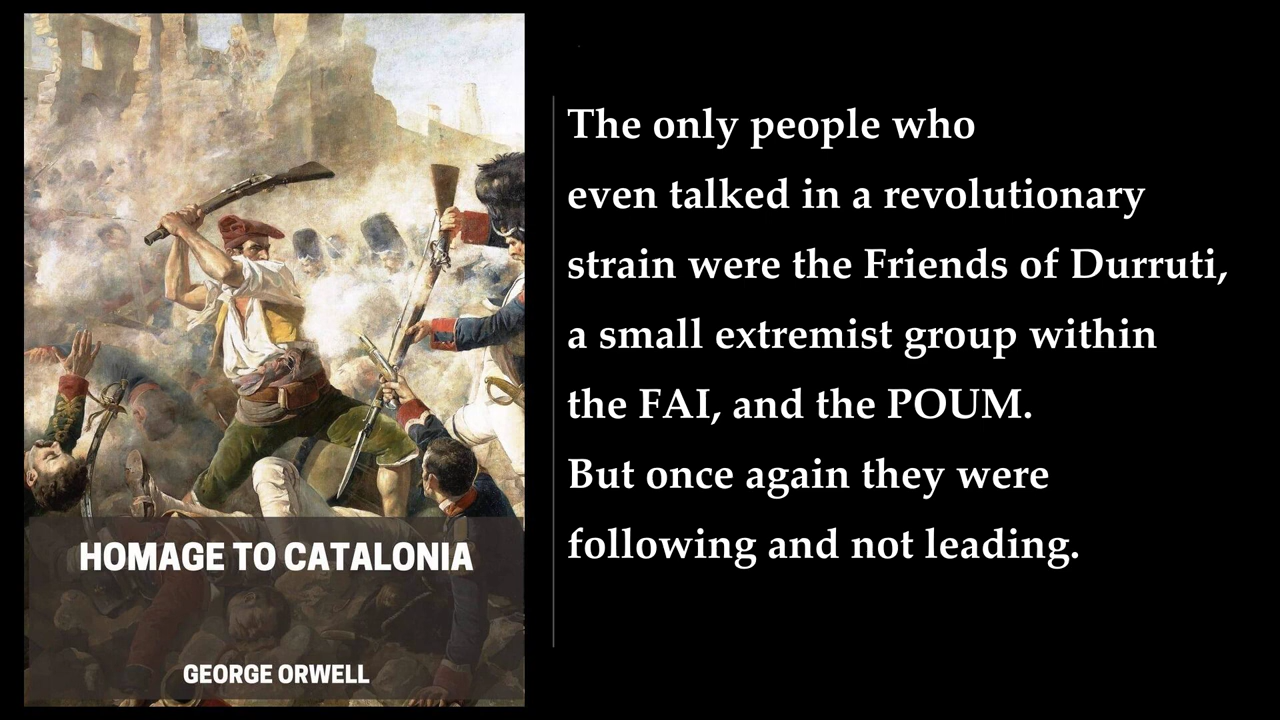 HOMAGE TO CATALONIA
GEORGE ORWELL
The only people who
even talked in a revolutionary
strain were the Friends of Durruti,
a small extremist group within
the FAI, and the POUM.
But once again they were
following and not leading.